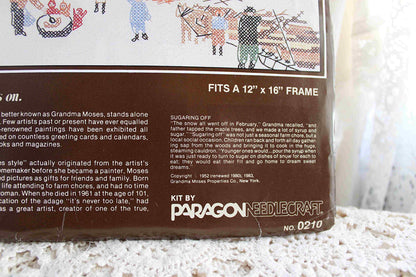 FITS A 12" x 16" FRAME
s on.
better known as Grandma Moses, stands alone
. Few artists past or present have ever equalled
-renowned paintings have been exhibited all
ed on countless greeting cards and calendars,
ooks and magazines.
es style" actually originated from the artist's
omemaker before she became a painter, Moses
d pictures as gifts for friends and family. Born
life attending to farm chores, and had no time
woman. When she died in 1961 at the age of 101,
cation of the adage "it's never too late," had
as a great artist, creator of one of the true,
SUGARING OFF
"The snow all went off in February," Grandma recalled, "and
father tapped the maple trees, and we made a lot of syrup and
sugar." "Sugaring off" was not just a seasonal farm chore, but a
local social occasion. Children ran back and forth all day gather-
ing sap from the woods and bringing it to cook in the huge,
steaming cauldron. "Younger ones would...pour the syrup when
it was just ready to turn to sugar on dishes of snow for each to
eat; they would eat their fill and go home to dream sweet
dreams."
Copyright © 1952 (renewed 1980), 1983,
Grandma Moses Properties Co., New York.
KIT BY
PARAGON NEEDLECRAFT
NO. 0210